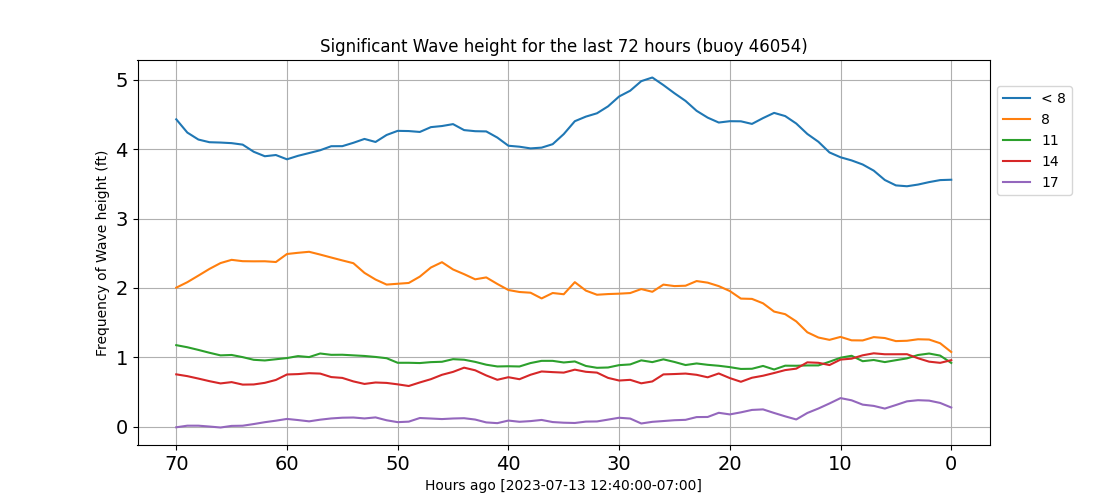 Significant Wave height for the last 72 hours (buoy 46054)
Frequency of Wave height (ft)
5
4
3
2
1
0
70 60 50 40 30 20 10 0
Hours ago [2023-07-13 12:40:00-07:00]
< 8
8
11
14
17